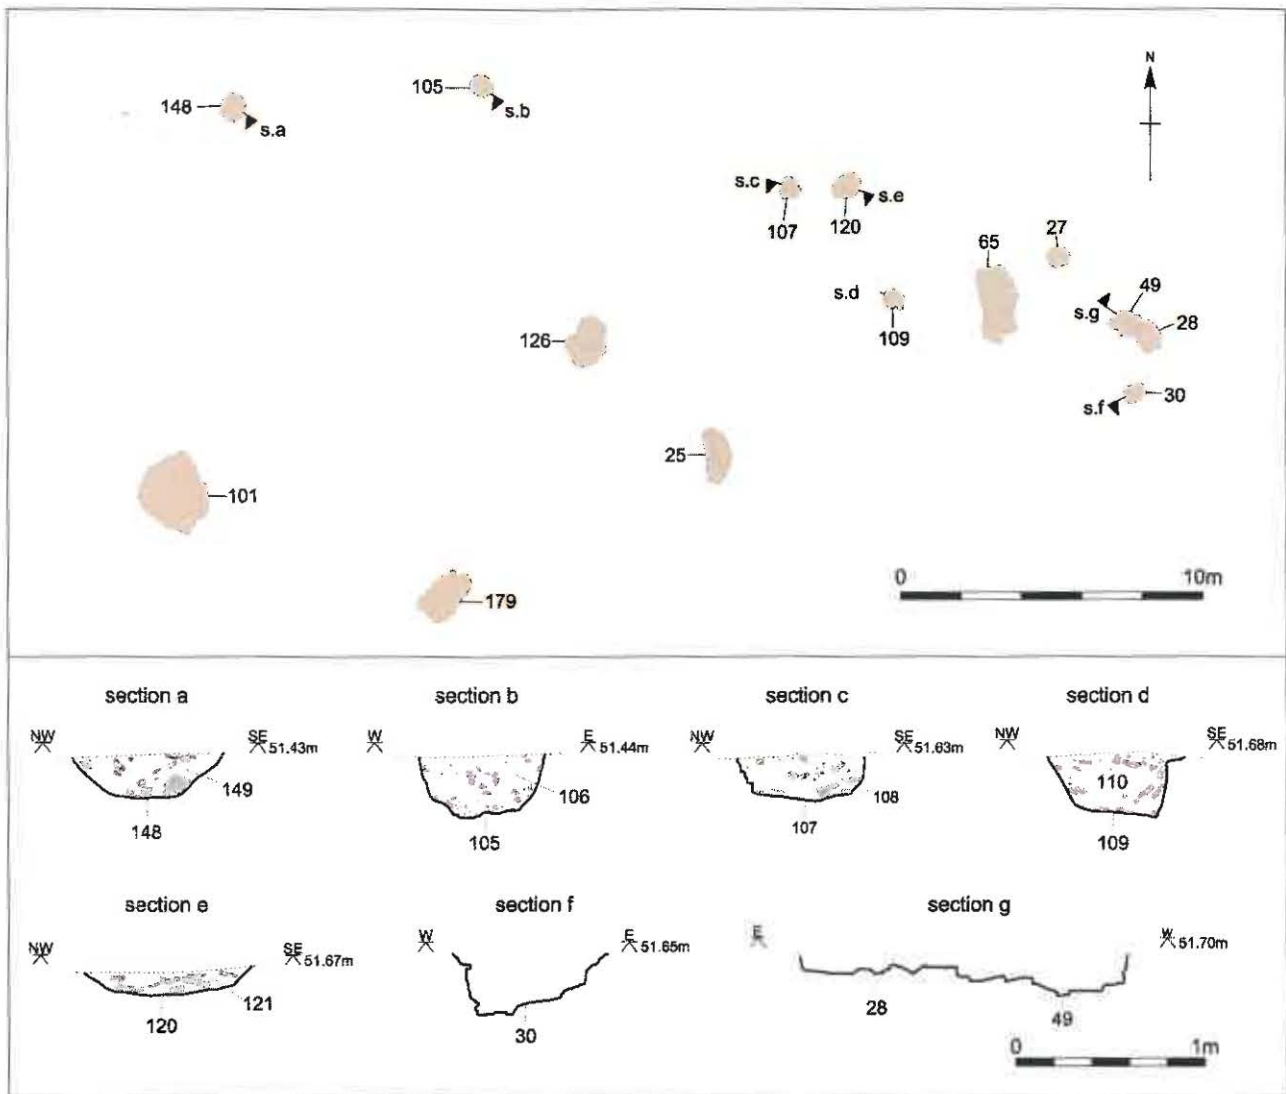 N
105
s.b
148
s.a
s.c
107
120
s.e
27
65
49
s.g
28
s.d
109
126
30
s.f
25
101
0 10m
179
section a section b section c section d
NW SE 51.43m W E 51.44m NW SE 51.63m NW SE 51.68m
149 106 108 110
148 105 107 109
section e section f section g
NW SE 51.67m W E 51.65m E W 51.70m
121 28
120 30 49
0 1m